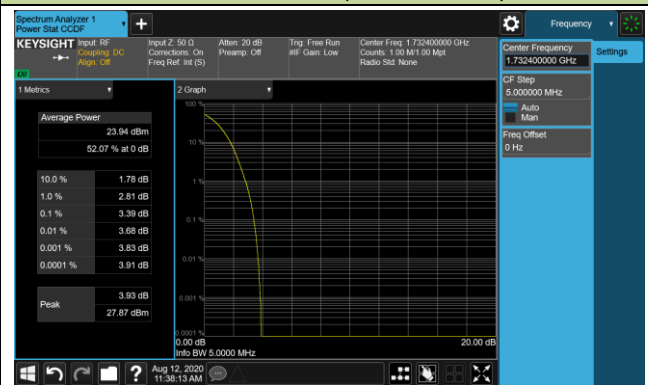 Spectrum Analyzer 1
Power Stat CCDF
Frequency
KEYSIGHT
Input: RF
Coupling: DC
Align: Off
Input Z: 50 Ω
Corrections: On
Freq Ref: Int (S)
Atten: 20 dB
Preamp: Off
Trig: Free Run
#IF Gain: Low
Center Freq: 1.732400000 GHz
Counts: 1.00 M/1.00 Mpt
Radio Std: None
LXI
Center Frequency
1.732400000 GHz
Settings
CF Step
5.000000 MHz
Auto
Man
Freq Offset
0 Hz
1 Metrics
Average Power
23.94 dBm
52.07 % at 0 dB
10.0 % 1.78 dB
1.0 % 2.81 dB
0.1 % 3.39 dB
0.01 % 3.68 dB
0.001 % 3.83 dB
0.0001 % 3.91 dB
Peak
3.93 dB
27.87 dBm
2 Graph
100 %
10 %
1 %
0.1 %
0.01 %
0.001 %
0.0001 %
0.00 dB
20.00 dB
Info BW 5.0000 MHz
?
Aug 12, 2020
11:38:13 AM